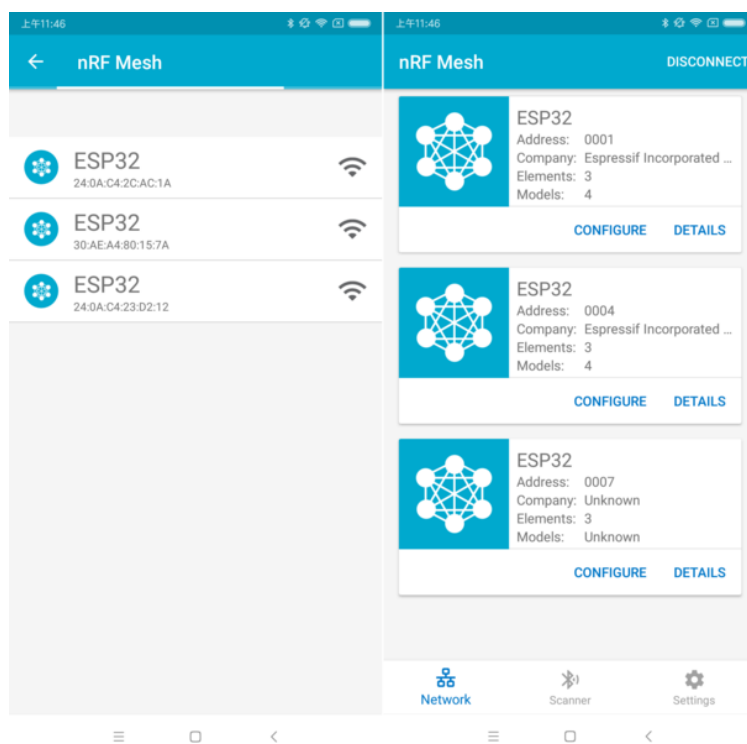 上午11:46
nRF Mesh
ESP32
24:0A:C4:2C:AC:1A
ESP32
30:AE:A4:80:15:7A
ESP32
24:0A:C4:23:D2:12
上午11:46
nRF Mesh DISCONNECT
ESP32
Address: 0001
Company: Espressif Incorporated ...
Elements: 3
Models: 4
CONFIGURE DETAILS
ESP32
Address: 0004
Company: Espressif Incorporated ...
Elements: 3
Models: 4
CONFIGURE DETAILS
ESP32
Address: 0007
Company: Unknown
Elements: 3
Models: Unknown
CONFIGURE DETAILS
Network Scanner Settings